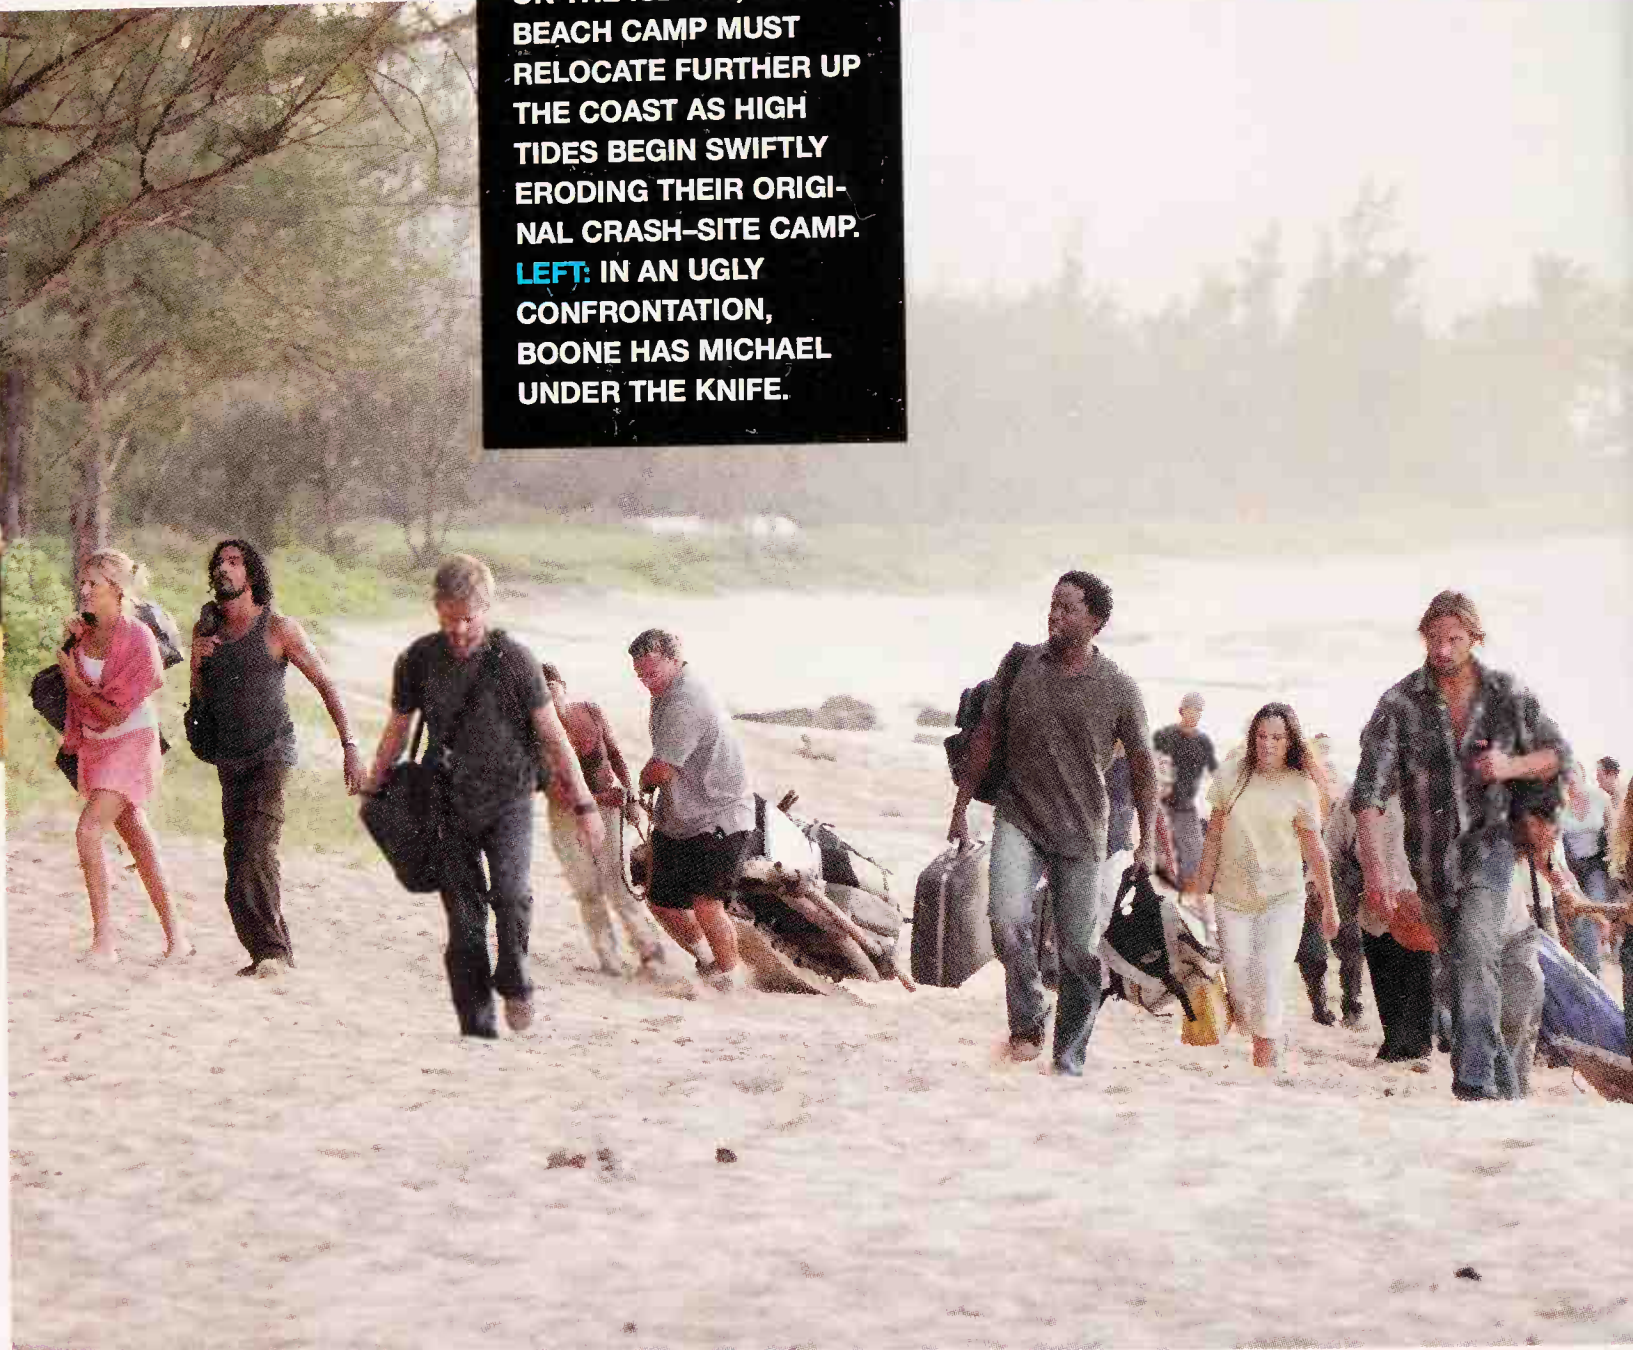 BEACH CAMP MUST
RELOCATE FURTHER UP
THE COAST AS HIGH
TIDES BEGIN SWIFTLY
ERODING THEIR ORIGI-
NAL CRASH–SITE CAMP.
LEFT: IN AN UGLY
CONFRONTATION,
BOONE HAS MICHAEL
UNDER THE KNIFE.